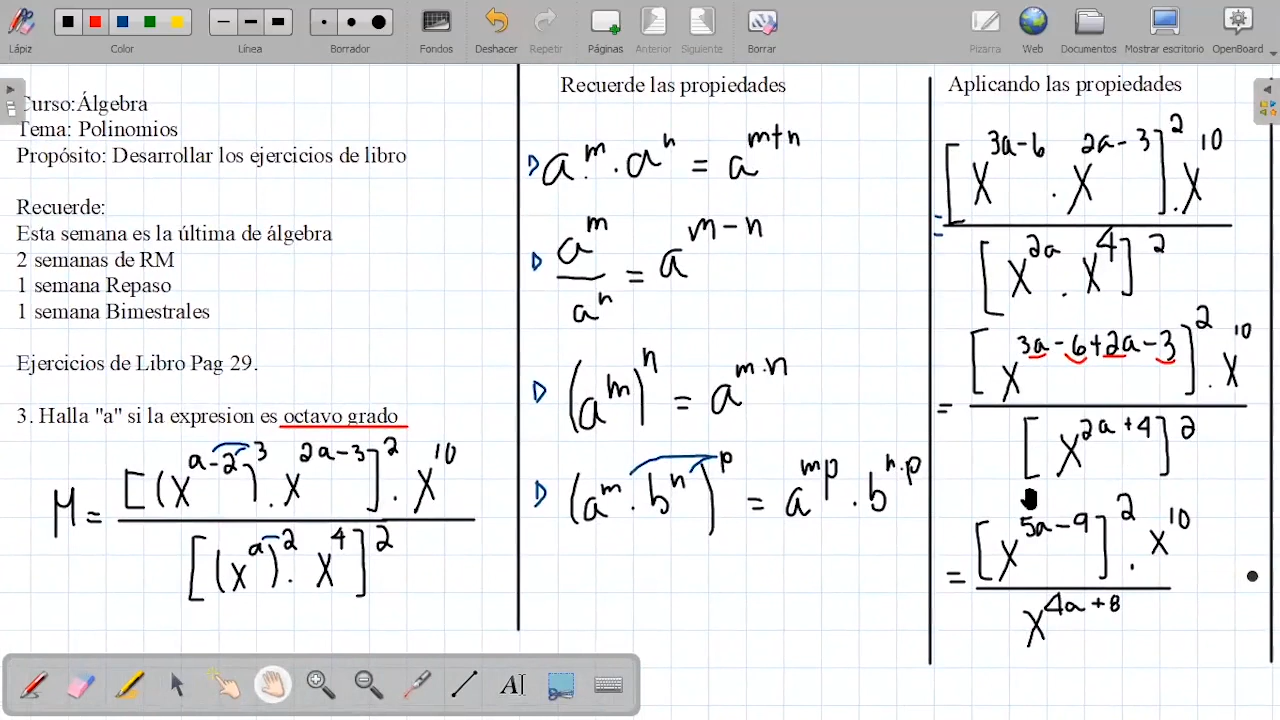 Lápiz Color Línea Borrador Fondos Deshacer Repetir Páginas Anterior Siguiente Borrar Pizarra Web Documentos Mostrar escritorio OpenBoard
Curso:Álgebra
Tema: Polinomios
Propósito: Desarrollar los ejercicios de libro
Recuerde:
Esta semana es la última de álgebra
2 semanas de RM
1 semana Repaso
1 semana Bimestrales
Ejercicios de Libro Pag 29.
3. Halla "a" si la expresion es octavo grado
M = [(x^{a-2})^3 . x^{2a-3}]^2 . x^{10} / [(x^a)^2 . x^4]^2
Recuerde las propiedades
a^m . a^n = a^{m+n}
a^m / a^n = a^{m-n}
(a^m)^n = a^{m.n}
(a^m . b^n)^p = a^{mp} . b^{n.p}
Aplicando las propiedades
= [x^{3a-6} . x^{2a-3}]^2 . x^{10} / [x^{2a} . x^4]^2
= [x^{3a-6+2a-3}]^2 . x^{10} / [x^{2a+4}]^2
= [x^{5a-9}]^2 . x^{10} / x^{4a+8}
AI